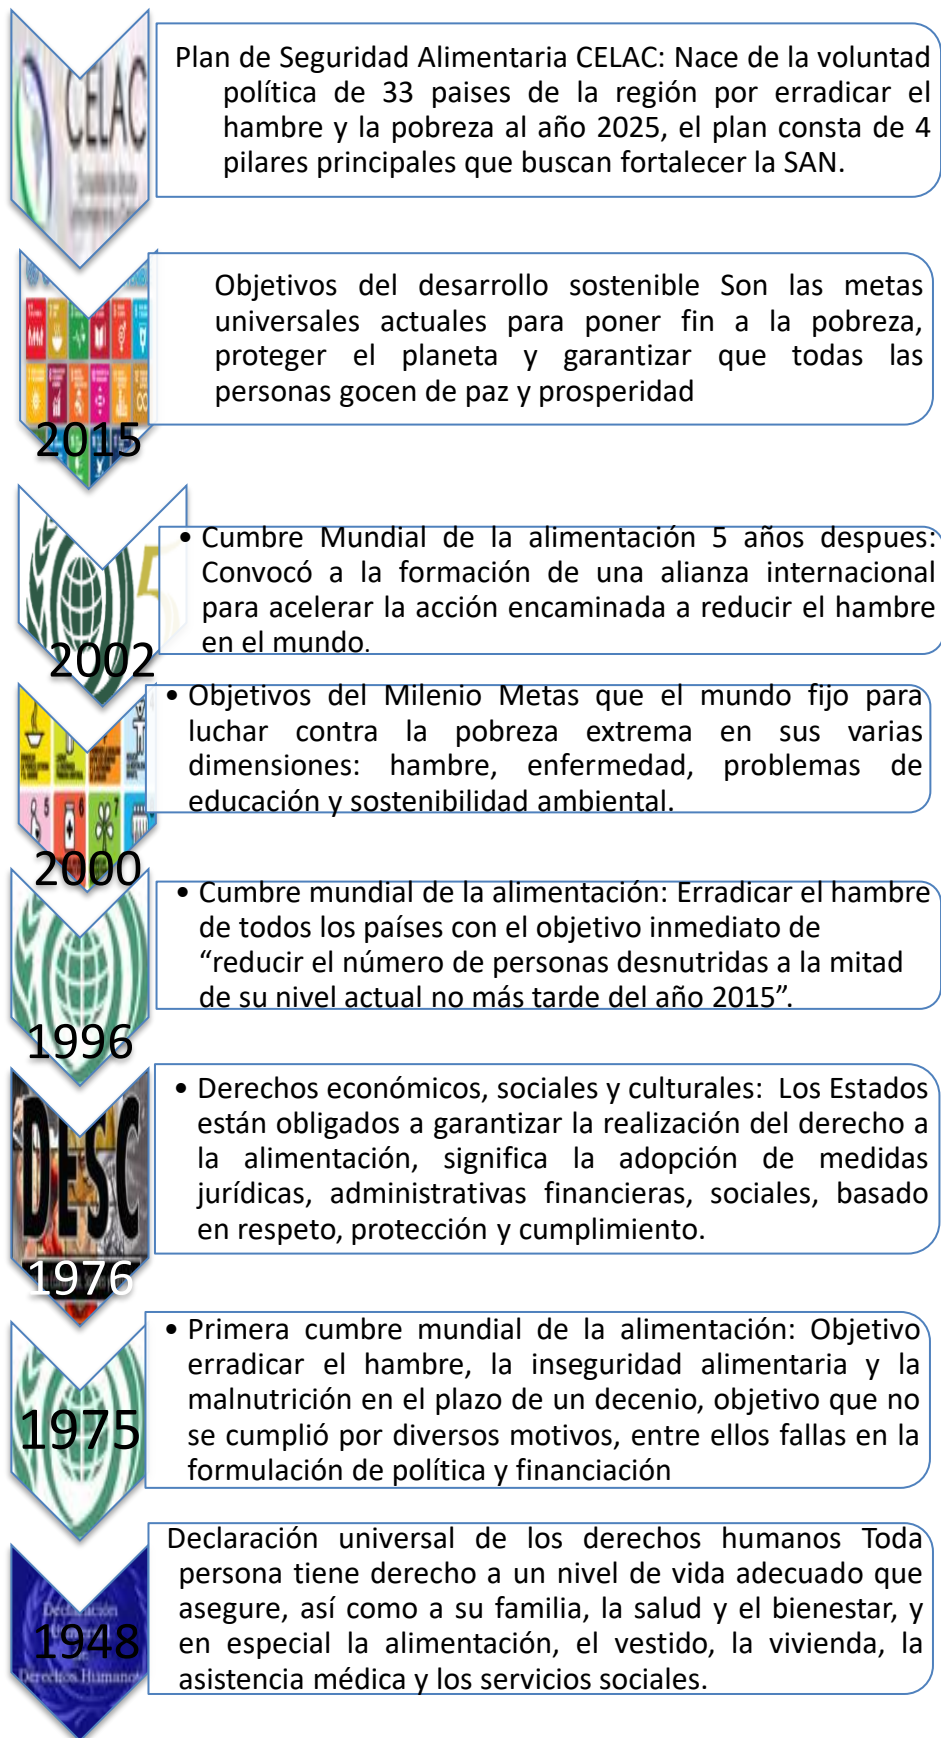 CELAC
Plan de Seguridad Alimentaria CELAC: Nace de la voluntad
política de 33 paises de la región por erradicar el
hambre y la pobreza al año 2025, el plan consta de 4
pilares principales que buscan fortalecer la SAN.
Objetivos del desarrollo sostenible Son las metas
universales actuales para poner fin a la pobreza,
proteger el planeta y garantizar que todas las
personas gocen de paz y prosperidad
2015
• Cumbre Mundial de la alimentación 5 años despues:
Convocó a la formación de una alianza internacional
para acelerar la acción encaminada a reducir el hambre
en el mundo.
5
2002
• Objetivos del Milenio Metas que el mundo fijo para
luchar contra la pobreza extrema en sus varias
dimensiones: hambre, enfermedad, problemas de
educación y sostenibilidad ambiental.
5 6 7
2000
• Cumbre mundial de la alimentación: Erradicar el hambre
de todos los países con el objetivo inmediato de
“reducir el número de personas desnutridas a la mitad
de su nivel actual no más tarde del año 2015”.
1996
• Derechos económicos, sociales y culturales: Los Estados
están obligados a garantizar la realización del derecho a
la alimentación, significa la adopción de medidas
jurídicas, administrativas financieras, sociales, basado
en respeto, protección y cumplimiento.
DESC
1976
• Primera cumbre mundial de la alimentación: Objetivo
erradicar el hambre, la inseguridad alimentaria y la
malnutrición en el plazo de un decenio, objetivo que no
se cumplió por diversos motivos, entre ellos fallas en la
formulación de política y financiación
1975
Declaración universal de los derechos humanos Toda
persona tiene derecho a un nivel de vida adecuado que
asegure, así como a su familia, la salud y el bienestar, y
en especial la alimentación, el vestido, la vivienda, la
asistencia médica y los servicios sociales.
Declaración
1948
Derechos Humanos